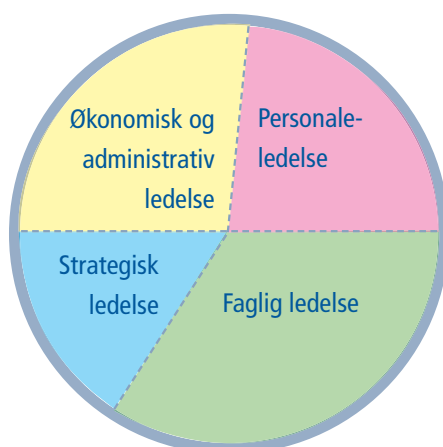 Økonomisk og
administrativ
ledelse
Personale-
ledelse
Strategisk
ledelse
Faglig ledelse